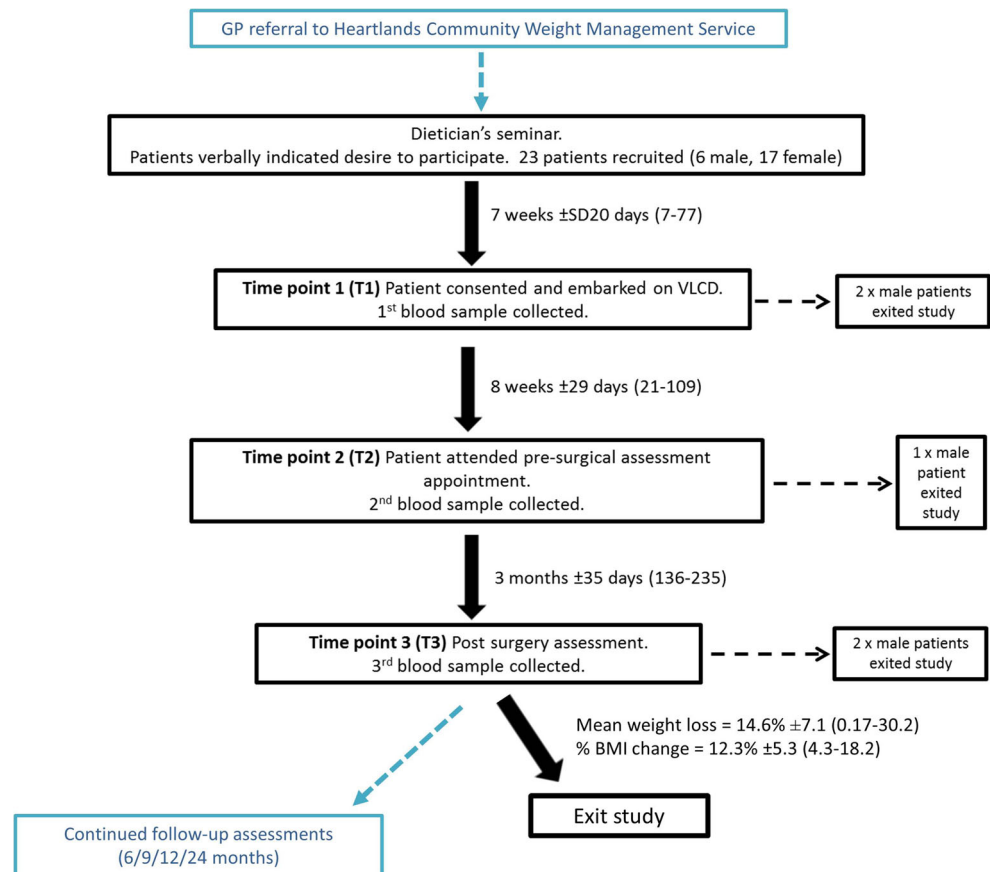 GP referral to Heartlands Community Weight Management Service
Dietician's seminar.
Patients verbally indicated desire to participate. 23 patients recruited (6 male, 17 female)
7 weeks ±SD20 days (7-77)
Time point 1 (T1) Patient consented and embarked on VLCD.
1st blood sample collected.
2 x male patients
exited study
8 weeks ±29 days (21-109)
Time point 2 (T2) Patient attended pre-surgical assessment
appointment.
2nd blood sample collected.
1 x male
patient
exited
study
3 months ±35 days (136-235)
Time point 3 (T3) Post surgery assessment.
3rd blood sample collected.
2 x male patients
exited study
Mean weight loss = 14.6% ±7.1 (0.17-30.2)
% BMI change = 12.3% ±5.3 (4.3-18.2)
Exit study
Continued follow-up assessments
(6/9/12/24 months)